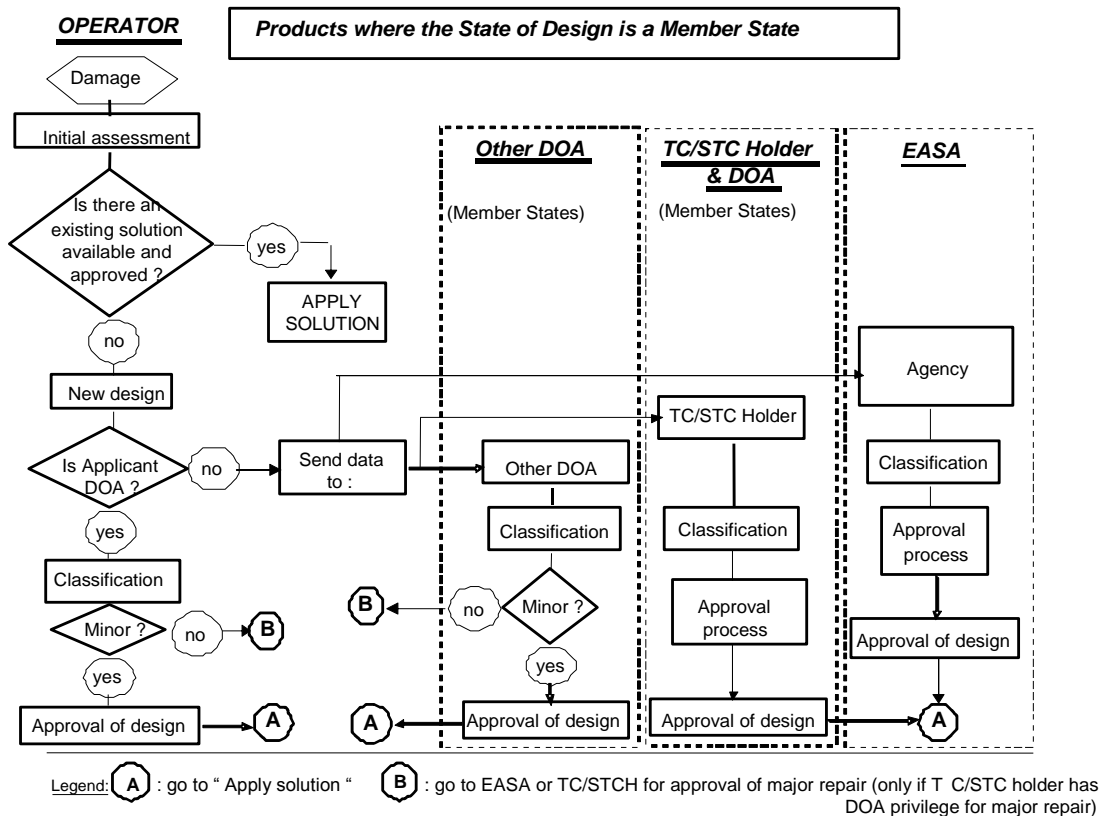 OPERATOR
Products where the State of Design is a Member State
Damage
Initial assessment
Is there an
existing solution
available and
approved ?
yes
APPLY
SOLUTION
no
New design
Is Applicant
DOA ?
no
Send data
to :
yes
Classification
Minor ?
no
B
yes
Approval of design
A
Other DOA
(Member States)
Other DOA
Classification
Minor ?
no
B
yes
Approval of design
A
TC/STC Holder
& DOA
(Member States)
TC/STC Holder
Classification
Approval
process
Approval of design
EASA
Agency
Classification
Approval
process
Approval of design
A
Legend: A : go to “ Apply solution “ B : go to EASA or TC/STCH for approval of major repair (only if T C/STC holder has
DOA privilege for major repair)